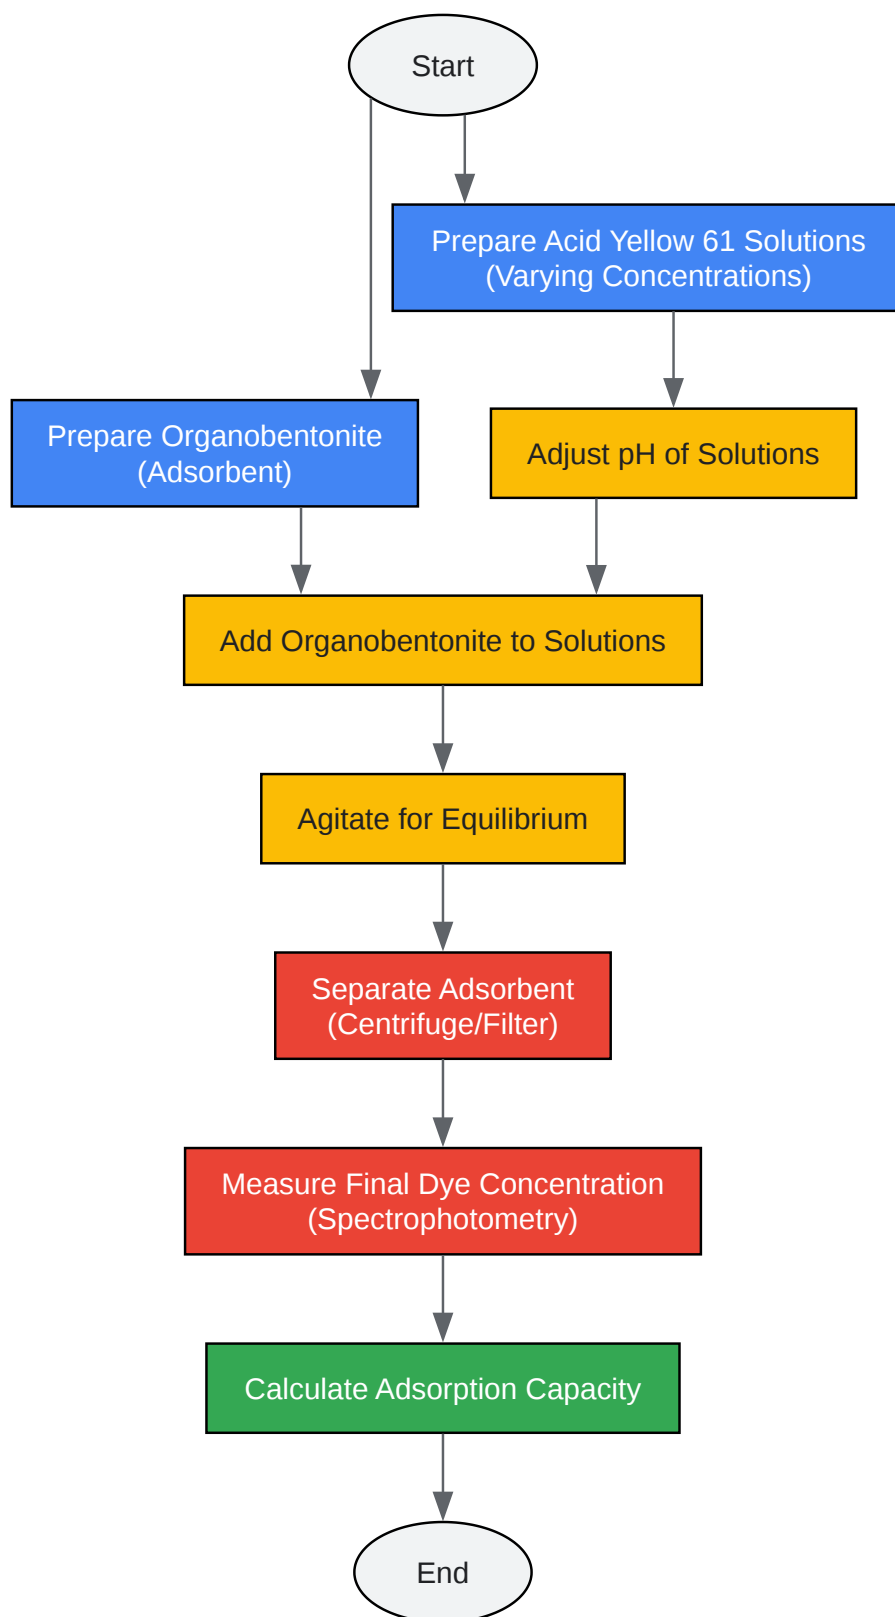 Start
Prepare Acid Yellow 61 Solutions
(Varying Concentrations)
Prepare Organobentonite
(Adsorbent)
Adjust pH of Solutions
Add Organobentonite to Solutions
Agitate for Equilibrium
Separate Adsorbent
(Centrifuge/Filter)
Measure Final Dye Concentration
(Spectrophotometry)
Calculate Adsorption Capacity
End